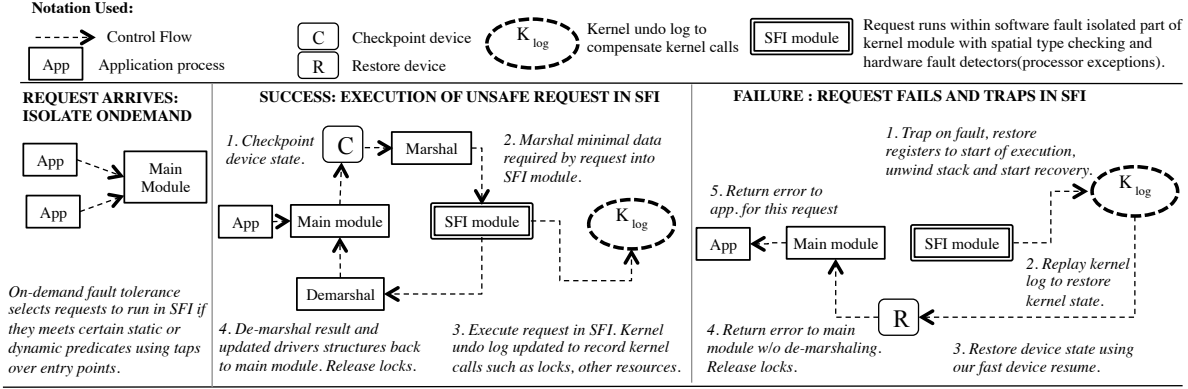 Notation Used:
Control Flow
App
Application process
C
Checkpoint device
R
Restore device
K log
Kernel undo log to
compensate kernel calls
SFI module
Request runs within software fault isolated part of
kernel module with spatial type checking and
hardware fault detectors(processor exceptions).
REQUEST ARRIVES:
ISOLATE ONDEMAND
App
App
Main
Module
On-demand fault tolerance
selects requests to run in SFI if
they meets certain static or
dynamic predicates using taps
over entry points.
SUCCESS: EXECUTION OF UNSAFE REQUEST IN SFI
1. Checkpoint
device state.
C
Marshal
2. Marshal minimal data
required by request into
SFI module.
App
Main module
SFI module
K log
Demarshal
4. De-marshal result and
updated drivers structures back
to main module. Release locks.
3. Execute request in SFI. Kernel
undo log updated to record kernel
calls such as locks, other resources.
FAILURE : REQUEST FAILS AND TRAPS IN SFI
1. Trap on fault, restore
registers to start of execution,
unwind stack and start recovery.
K log
5. Return error to
app. for this request
App
Main module
SFI module
2. Replay kernel
log to restore
kernel state.
R
4. Return error to main
module w/o de-marshaling.
Release locks.
3. Restore device state using
our fast device resume.